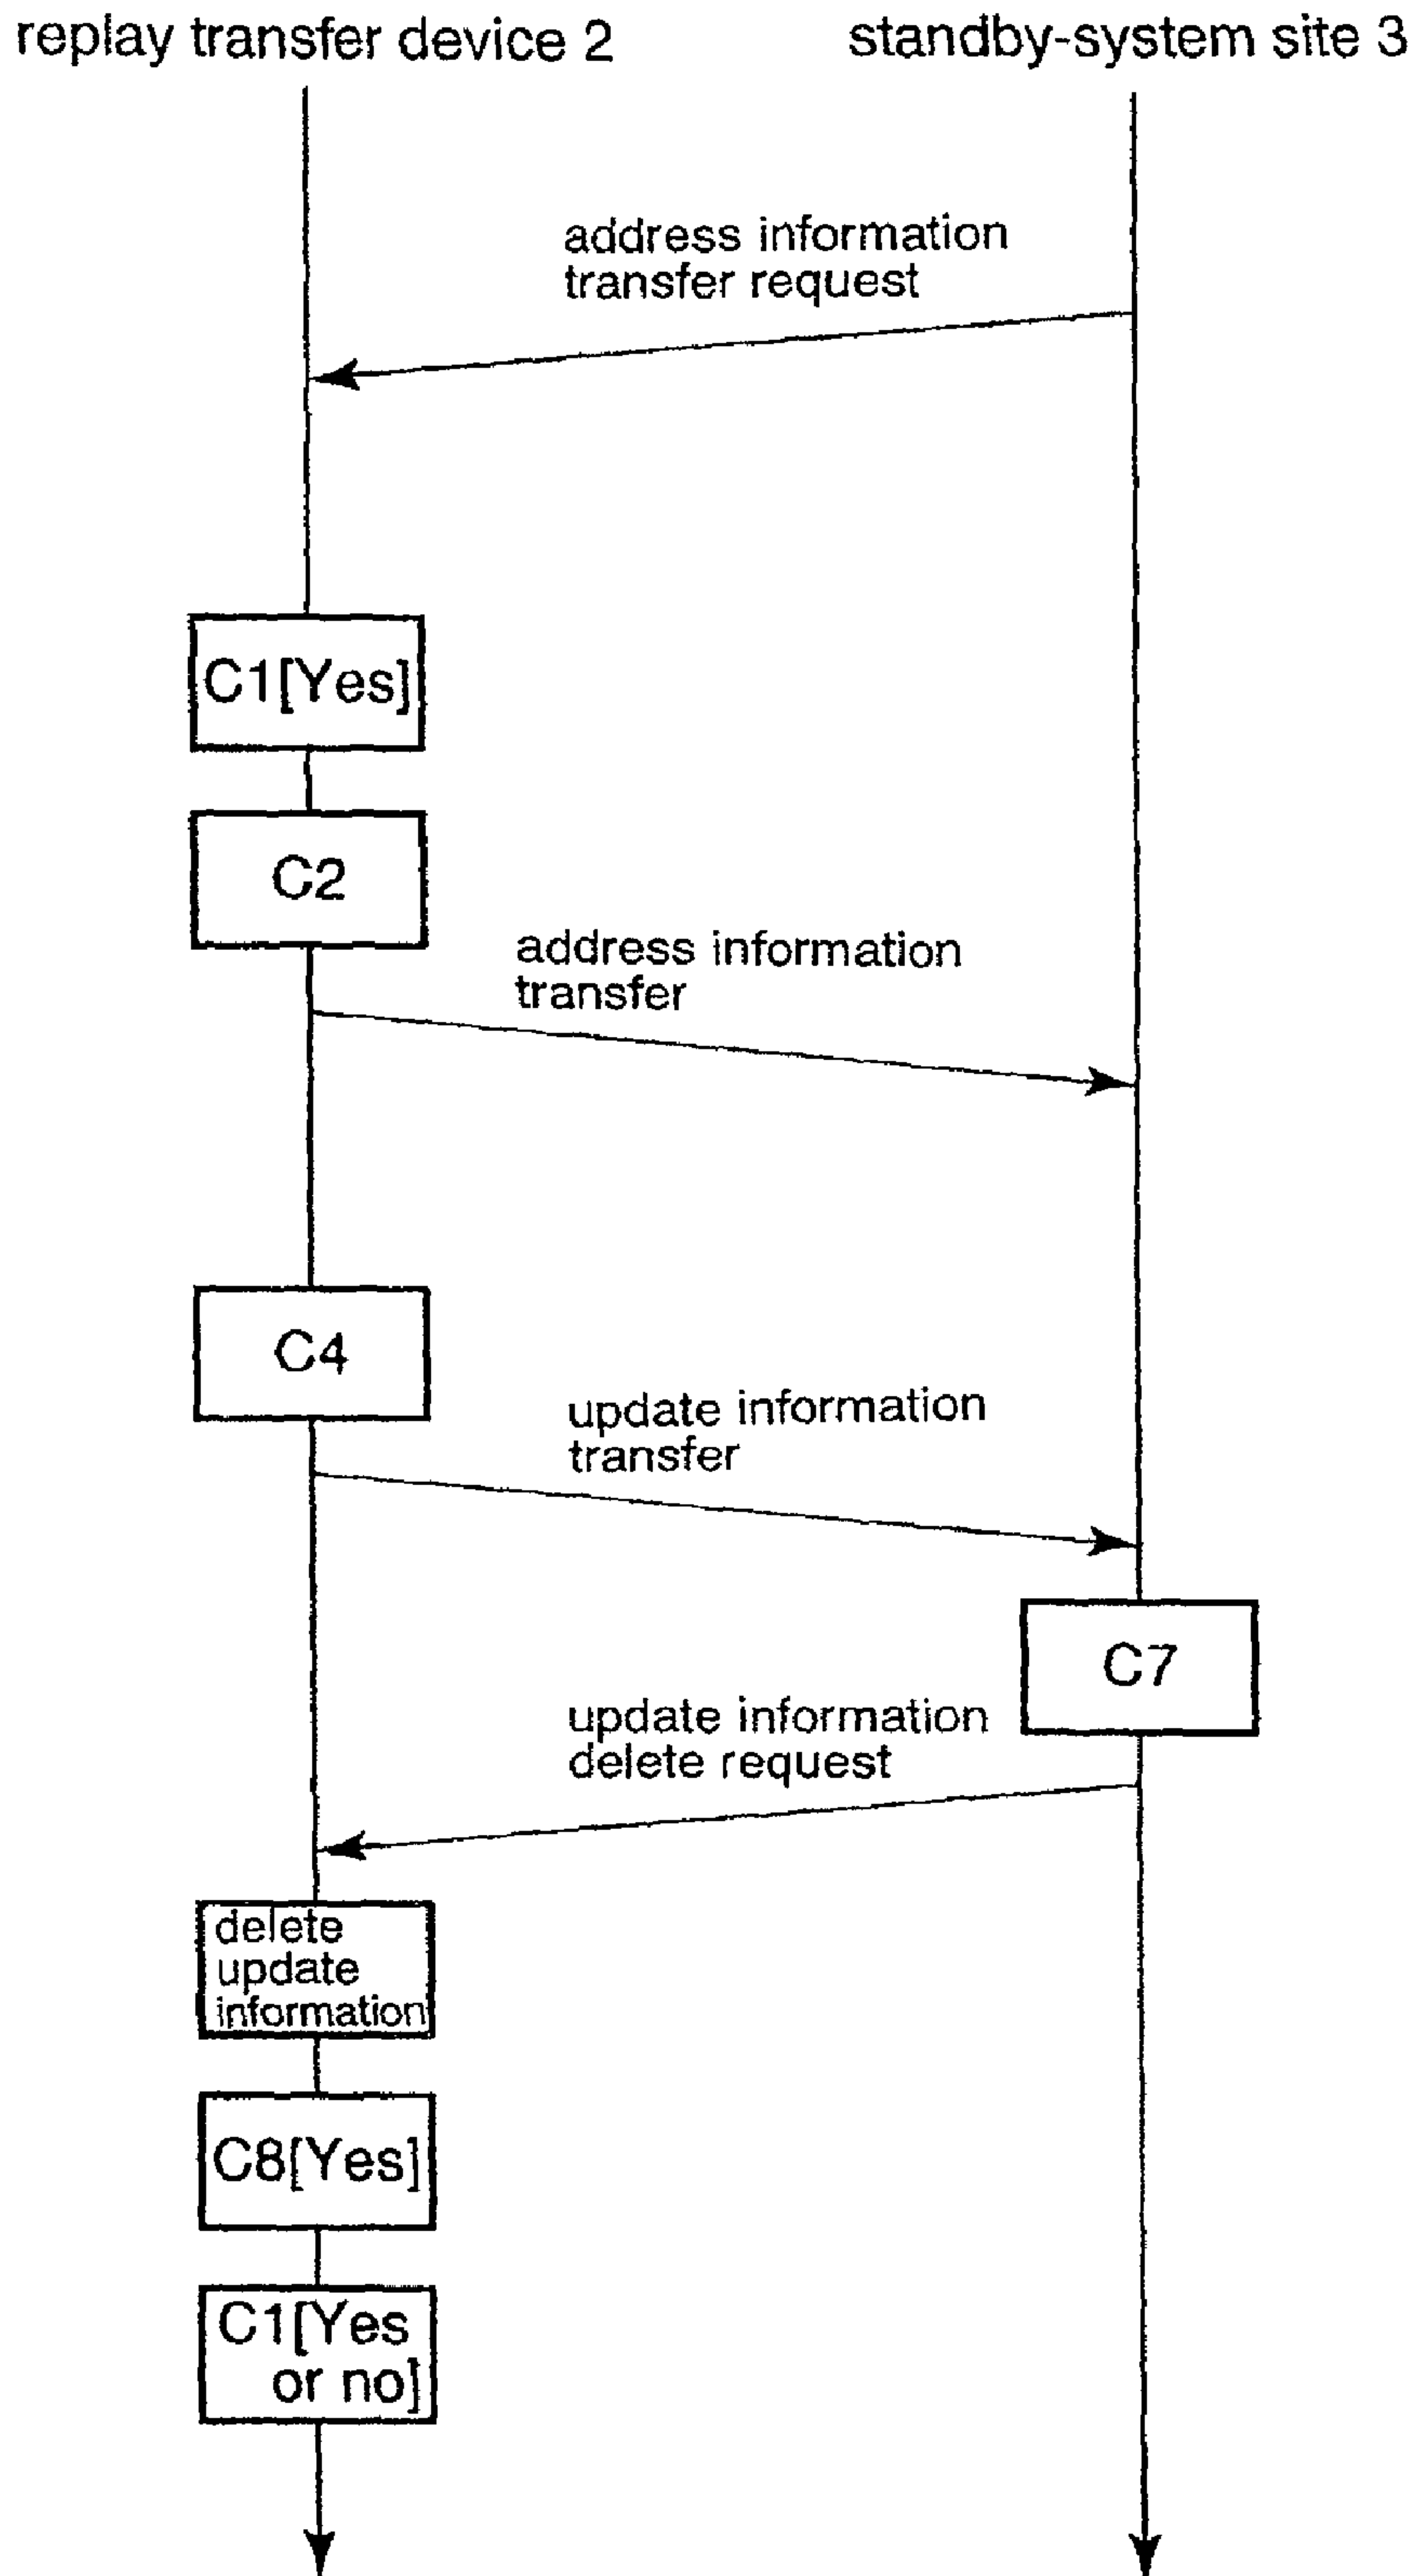 replay transfer device 2
standby-system site 3
address information
transfer request
C1[Yes]
C2
address information
transfer
C4
update information
transfer
C7
update information
delete request
delete
update
information
C8[Yes]
C1[Yes
or no]